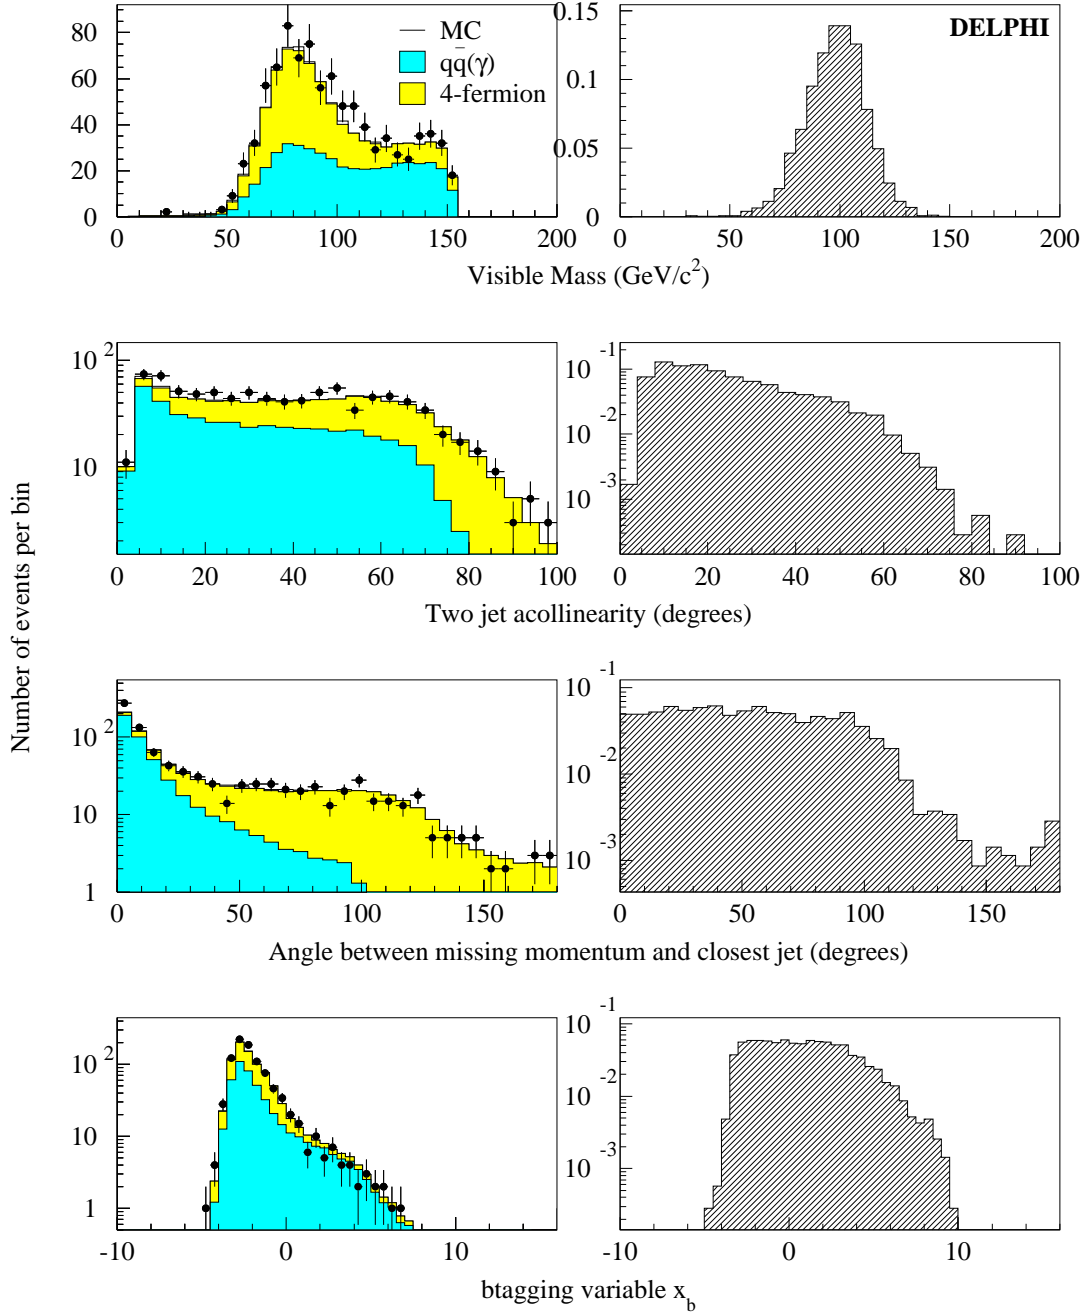 80
60
40
20
0
0 50 100 150 200
MC
qq̄(γ)
4-fermion
0.15
0.1
0.05
0
0 50 100 150 200
DELPHI
Visible Mass (GeV/c²)
10²
10
0 20 40 60 80 100
10⁻¹
10⁻²
10⁻³
0 20 40 60 80 100
Two jet acollinearity (degrees)
Number of events per bin
10²
10
1
0 50 100 150
10⁻¹
10⁻²
10⁻³
0 50 100 150
Angle between missing momentum and closest jet (degrees)
10²
10
1
-10 0 10
10⁻¹
10⁻²
10⁻³
-10 0 10
btagging variable x_b